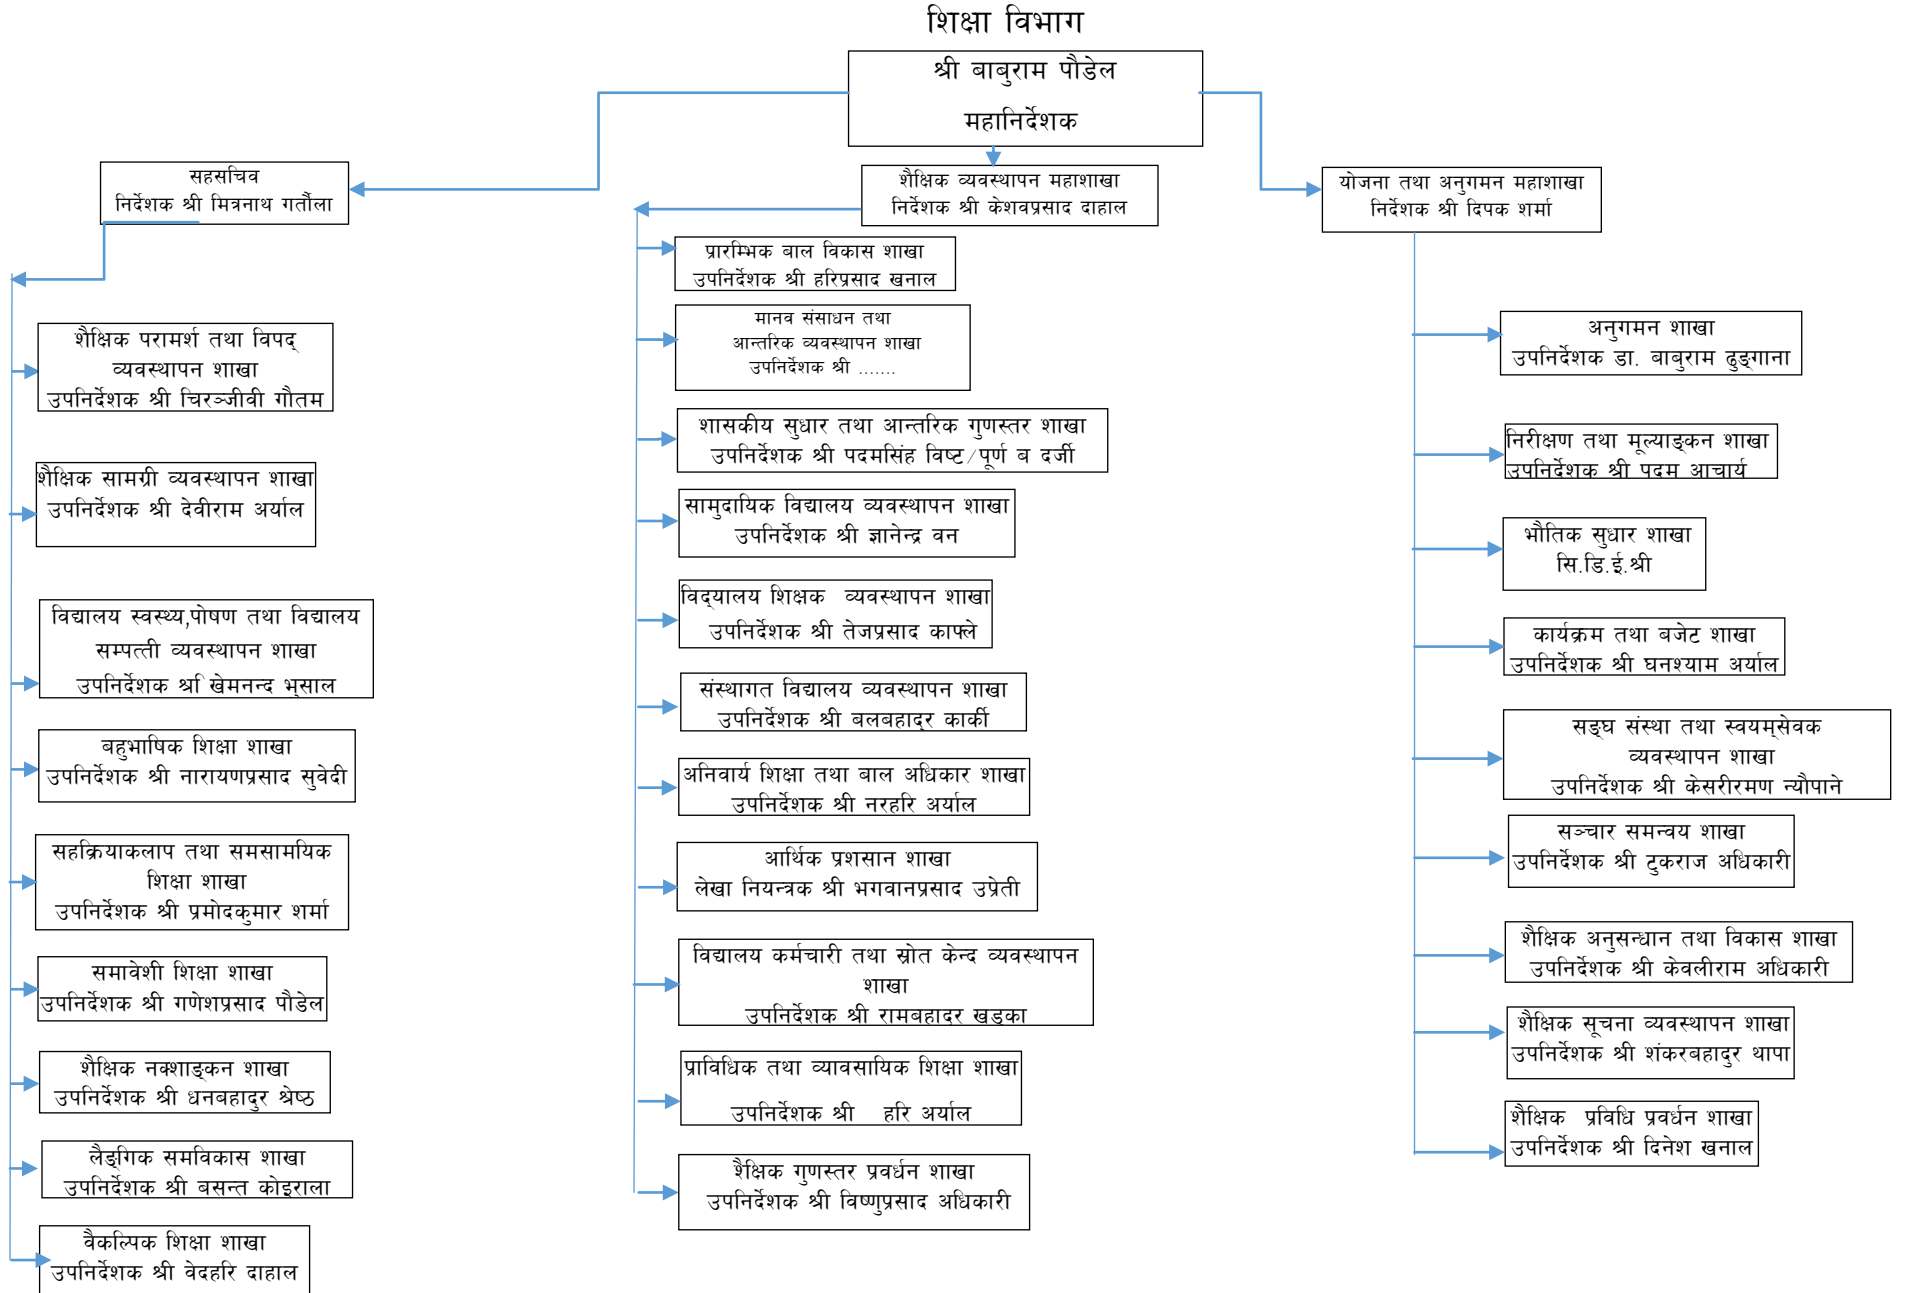 शिक्षा विभाग
श्री बाबुराम पौडेल
महानिर्देशक
सहसचिव
निर्देशक श्री मित्रनाथ गर्तौला
शैक्षिक परामर्श तथा विपद्
व्यवस्थापन शाखा
उपनिर्देशक श्री चिरञ्जीवी गौतम
शैक्षिक सामग्री व्यवस्थापन शाखा
उपनिर्देशक श्री देवीराम अर्याल
विद्यालय स्वस्थ्य,पोषण तथा विद्यालय
सम्पत्ती व्यवस्थापन शाखा
उपनिर्देशक श्रीि खेमनन्द भुसाल
बहुभाषिक शिक्षा शाखा
उपनिर्देशक श्री नारायणप्रसाद सुवेदी
सहक्रियाकलाप तथा समसामयिक
शिक्षा शाखा
उपनिर्देशक श्री प्रमोदकुमार शर्मा
समावेशी शिक्षा शाखा
उपनिर्देशक श्री गणेशप्रसाद पौडेल
शैक्षिक नक्शाङ्कन शाखा
उपनिर्देशक श्री धनबहादुर श्रेष्ठ
लैङ्गिक समविकास शाखा
उपनिर्देशक श्री बसन्त कोइराला
वैकल्पिक शिक्षा शाखा
उपनिर्देशक श्री वेदहरि दाहाल
शैक्षिक व्यवस्थापन महाशाखा
निर्देशक श्री केशवप्रसाद दाहाल
प्रारम्भिक बाल विकास शाखा
उपनिर्देशक श्री हरिप्रसाद खनाल
मानव संसाधन तथा
आन्तरिक व्यवस्थापन शाखा
उपनिर्देशक श्री .......
शासकीय सुधार तथा आन्तरिक गुणस्तर शाखा
उपनिर्देशक श्री पदमसिंह विष्ट/पूर्ण ब दर्जी
सामुदायिक विद्यालय व्यवस्थापन शाखा
उपनिर्देशक श्री ज्ञानेन्द्र वन
विद्यालय शिक्षक व्यवस्थापन शाखा
उपनिर्देशक श्री तेजप्रसाद काफ्ले
संस्थागत विद्यालय व्यवस्थापन शाखा
उपनिर्देशक श्री बलबहादुर कार्की
अनिवार्य शिक्षा तथा बाल अधिकार शाखा
उपनिर्देशक श्री नरहरि अर्याल
आर्थिक प्रशसान शाखा
लेखा नियन्त्रक श्री भगवानप्रसाद उप्रेती
विद्यालय कर्मचारी तथा स्रोत केन्द व्यवस्थापन
शाखा
उपनिर्देशक श्री रामबहादुर खड्का
प्राविधिक तथा व्यावसायिक शिक्षा शाखा
उपनिर्देशक श्री हरि अर्याल
शैक्षिक गुणस्तर प्रवर्धन शाखा
उपनिर्देशक श्री विष्णुप्रसाद अधिकारी
योजना तथा अनुगमन महाशाखा
निर्देशक श्री दिपक शर्मा
अनुगमन शाखा
उपनिर्देशक डा. बाबुराम ढुङ्गाना
निरीक्षण तथा मूल्याङ्कन शाखा
उपनिर्देशक श्री पदम आचार्य
भौतिक सुधार शाखा
सि.डि.ई.श्री
कार्यक्रम तथा बजेट शाखा
उपनिर्देशक श्री घनश्याम अर्याल
सङ्घ संस्था तथा स्वयम्सेवक
व्यवस्थापन शाखा
उपनिर्देशक श्री केसरीरमण न्यौपाने
सञ्चार समन्वय शाखा
उपनिर्देशक श्री टुकराज अधिकारी
शैक्षिक अनुसन्धान तथा विकास शाखा
उपनिर्देशक श्री केवलीराम अधिकारी
शैक्षिक सूचना व्यवस्थापन शाखा
उपनिर्देशक श्री शंकरबहादुर थापा
शैक्षिक प्रविधि प्रवर्धन शाखा
उपनिर्देशक श्री दिनेश खनाल